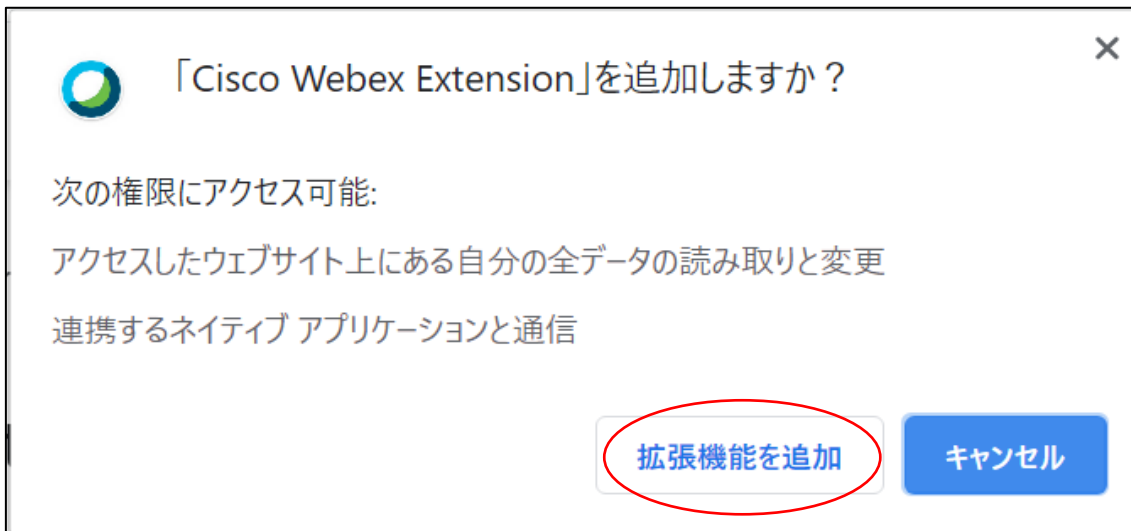 「Cisco Webex Extension」を追加しますか？
次の権限にアクセス可能:
アクセスしたウェブサイト上にある自分の全データの読み取りと変更
連携するネイティブ アプリケーションと通信
拡張機能を追加
キャンセル